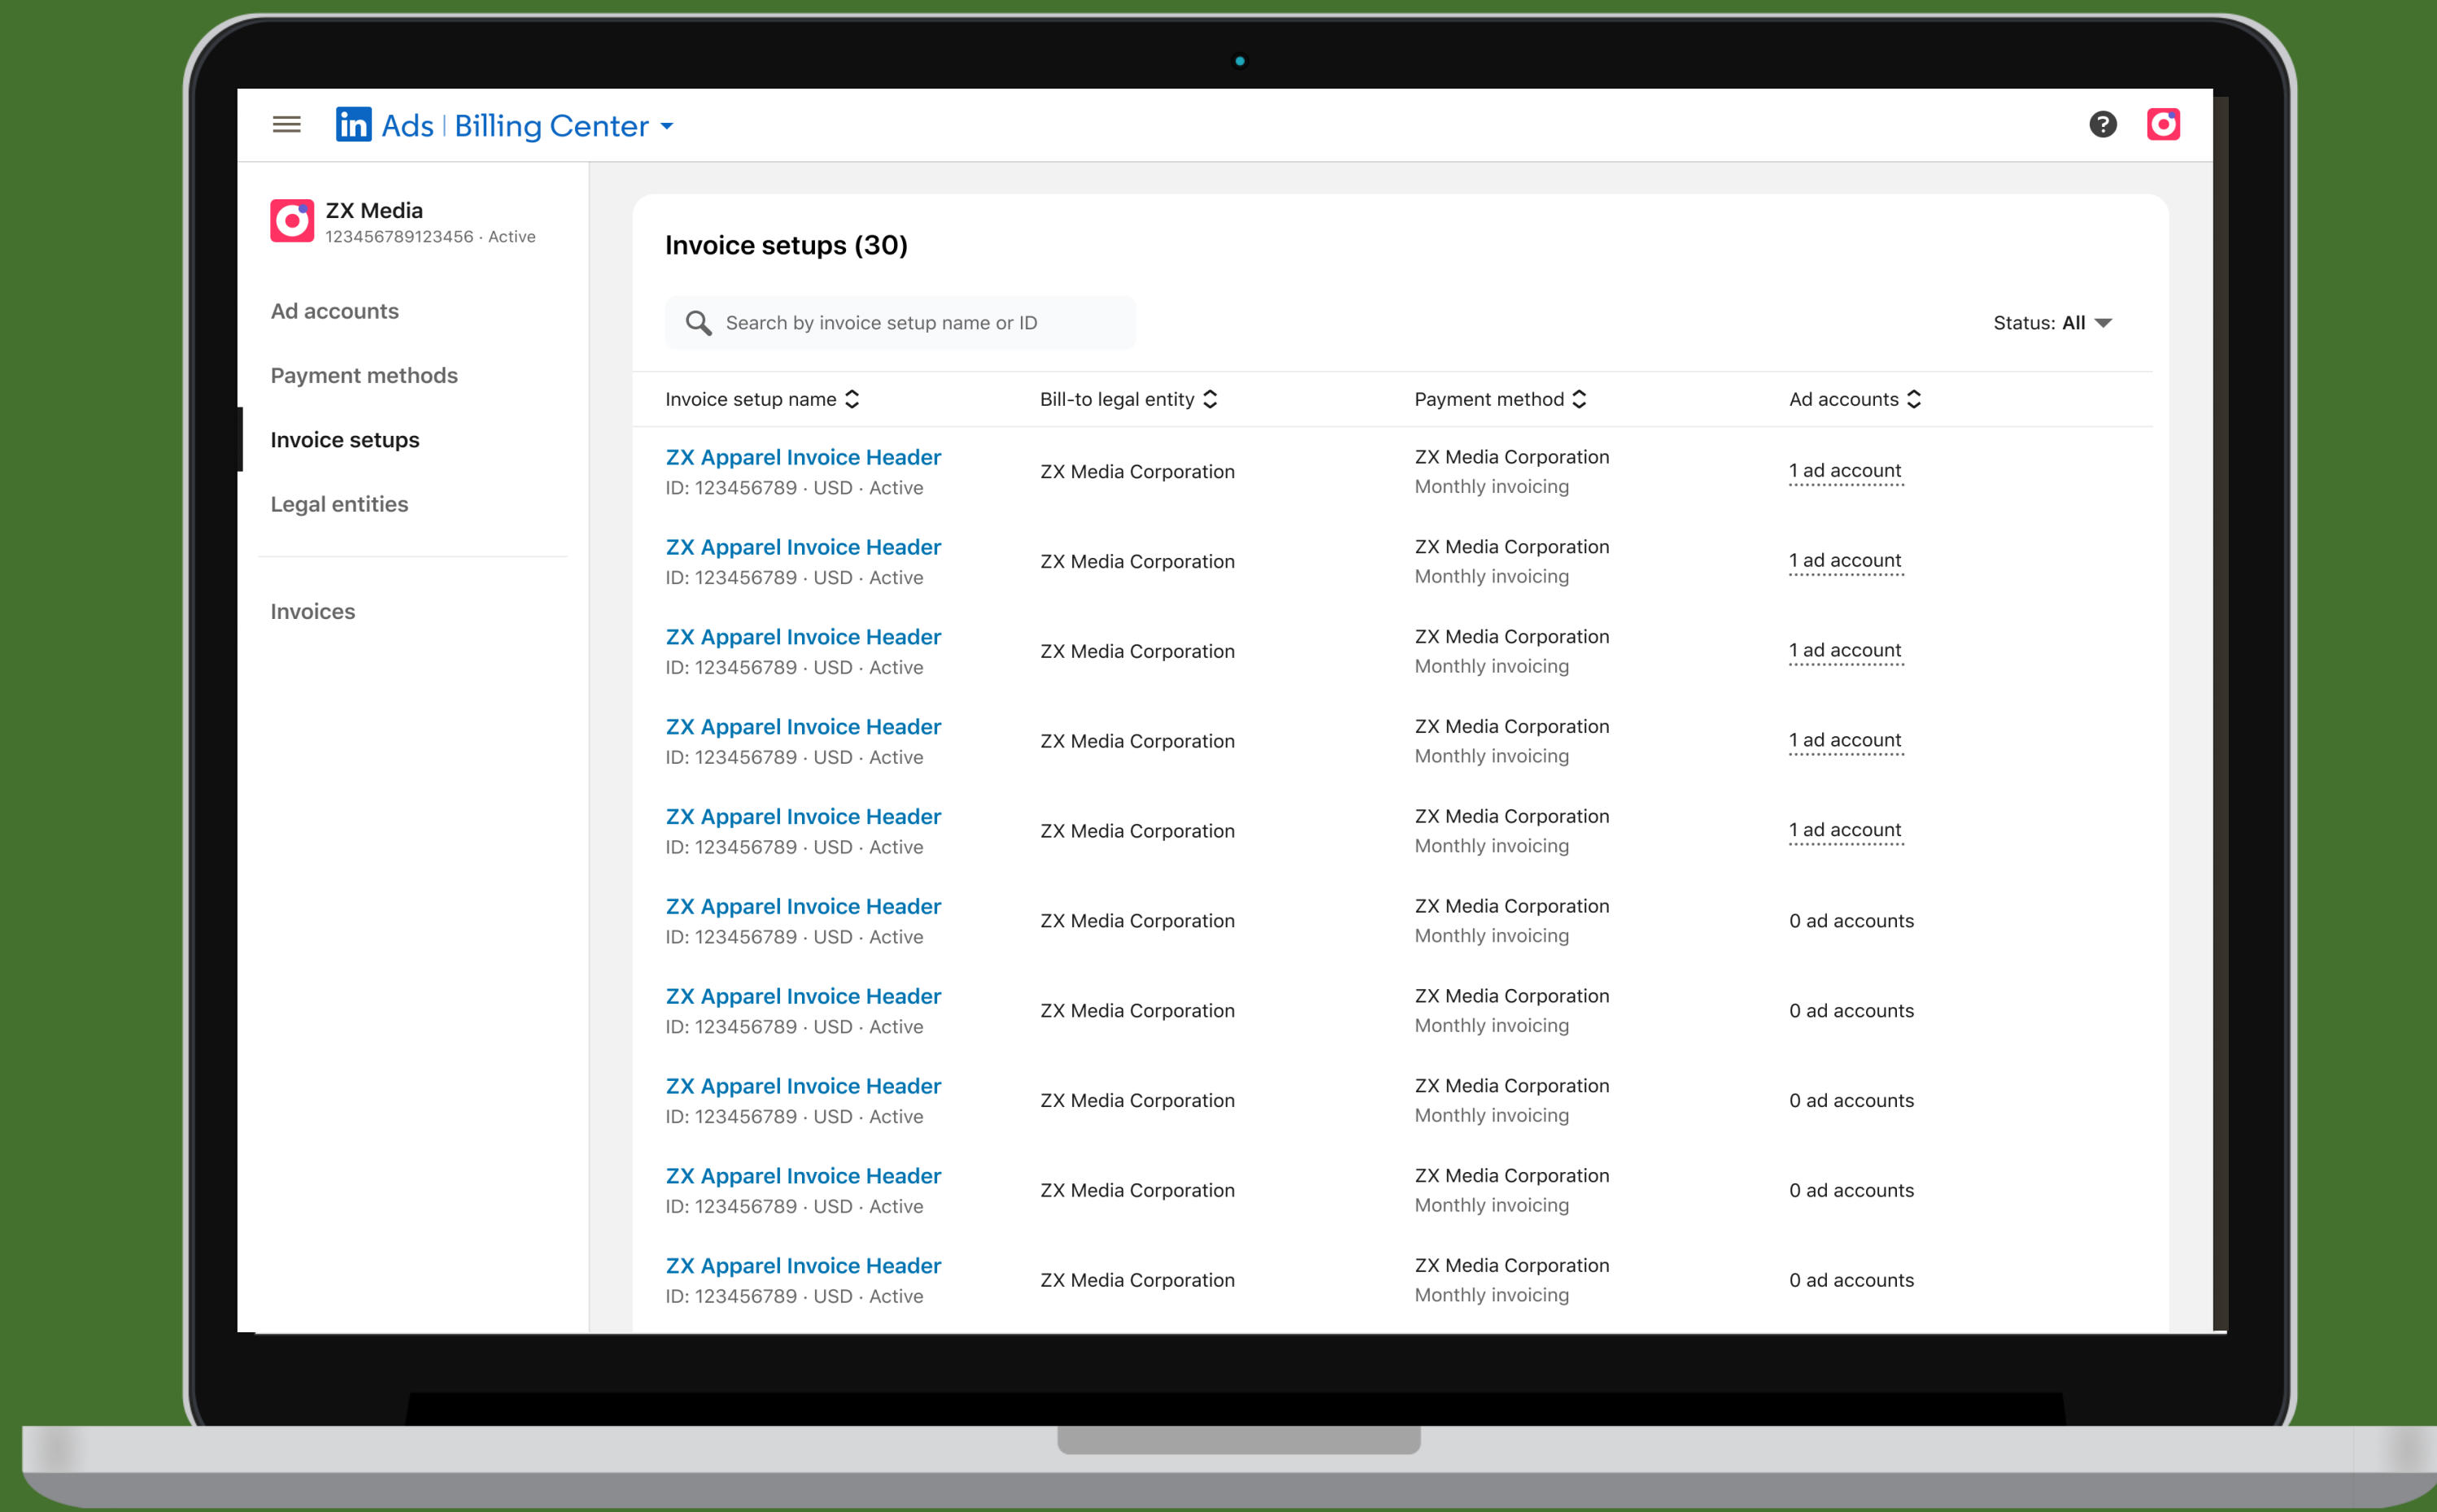 in Ads | Billing Center
?
ZX Media
123456789123456 · Active
Ad accounts
Payment methods
Invoice setups
Legal entities
Invoices
Invoice setups (30)
Search by invoice setup name or ID
Status: All
Invoice setup name Bill-to legal entity Payment method Ad accounts
ZX Apparel Invoice Header
ID: 123456789 · USD · Active
ZX Media Corporation
ZX Media Corporation
Monthly invoicing
1 ad account
ZX Apparel Invoice Header
ID: 123456789 · USD · Active
ZX Media Corporation
ZX Media Corporation
Monthly invoicing
1 ad account
ZX Apparel Invoice Header
ID: 123456789 · USD · Active
ZX Media Corporation
ZX Media Corporation
Monthly invoicing
1 ad account
ZX Apparel Invoice Header
ID: 123456789 · USD · Active
ZX Media Corporation
ZX Media Corporation
Monthly invoicing
1 ad account
ZX Apparel Invoice Header
ID: 123456789 · USD · Active
ZX Media Corporation
ZX Media Corporation
Monthly invoicing
1 ad account
ZX Apparel Invoice Header
ID: 123456789 · USD · Active
ZX Media Corporation
ZX Media Corporation
Monthly invoicing
0 ad accounts
ZX Apparel Invoice Header
ID: 123456789 · USD · Active
ZX Media Corporation
ZX Media Corporation
Monthly invoicing
0 ad accounts
ZX Apparel Invoice Header
ID: 123456789 · USD · Active
ZX Media Corporation
ZX Media Corporation
Monthly invoicing
0 ad accounts
ZX Apparel Invoice Header
ID: 123456789 · USD · Active
ZX Media Corporation
ZX Media Corporation
Monthly invoicing
0 ad accounts
ZX Apparel Invoice Header
ID: 123456789 · USD · Active
ZX Media Corporation
ZX Media Corporation
Monthly invoicing
0 ad accounts